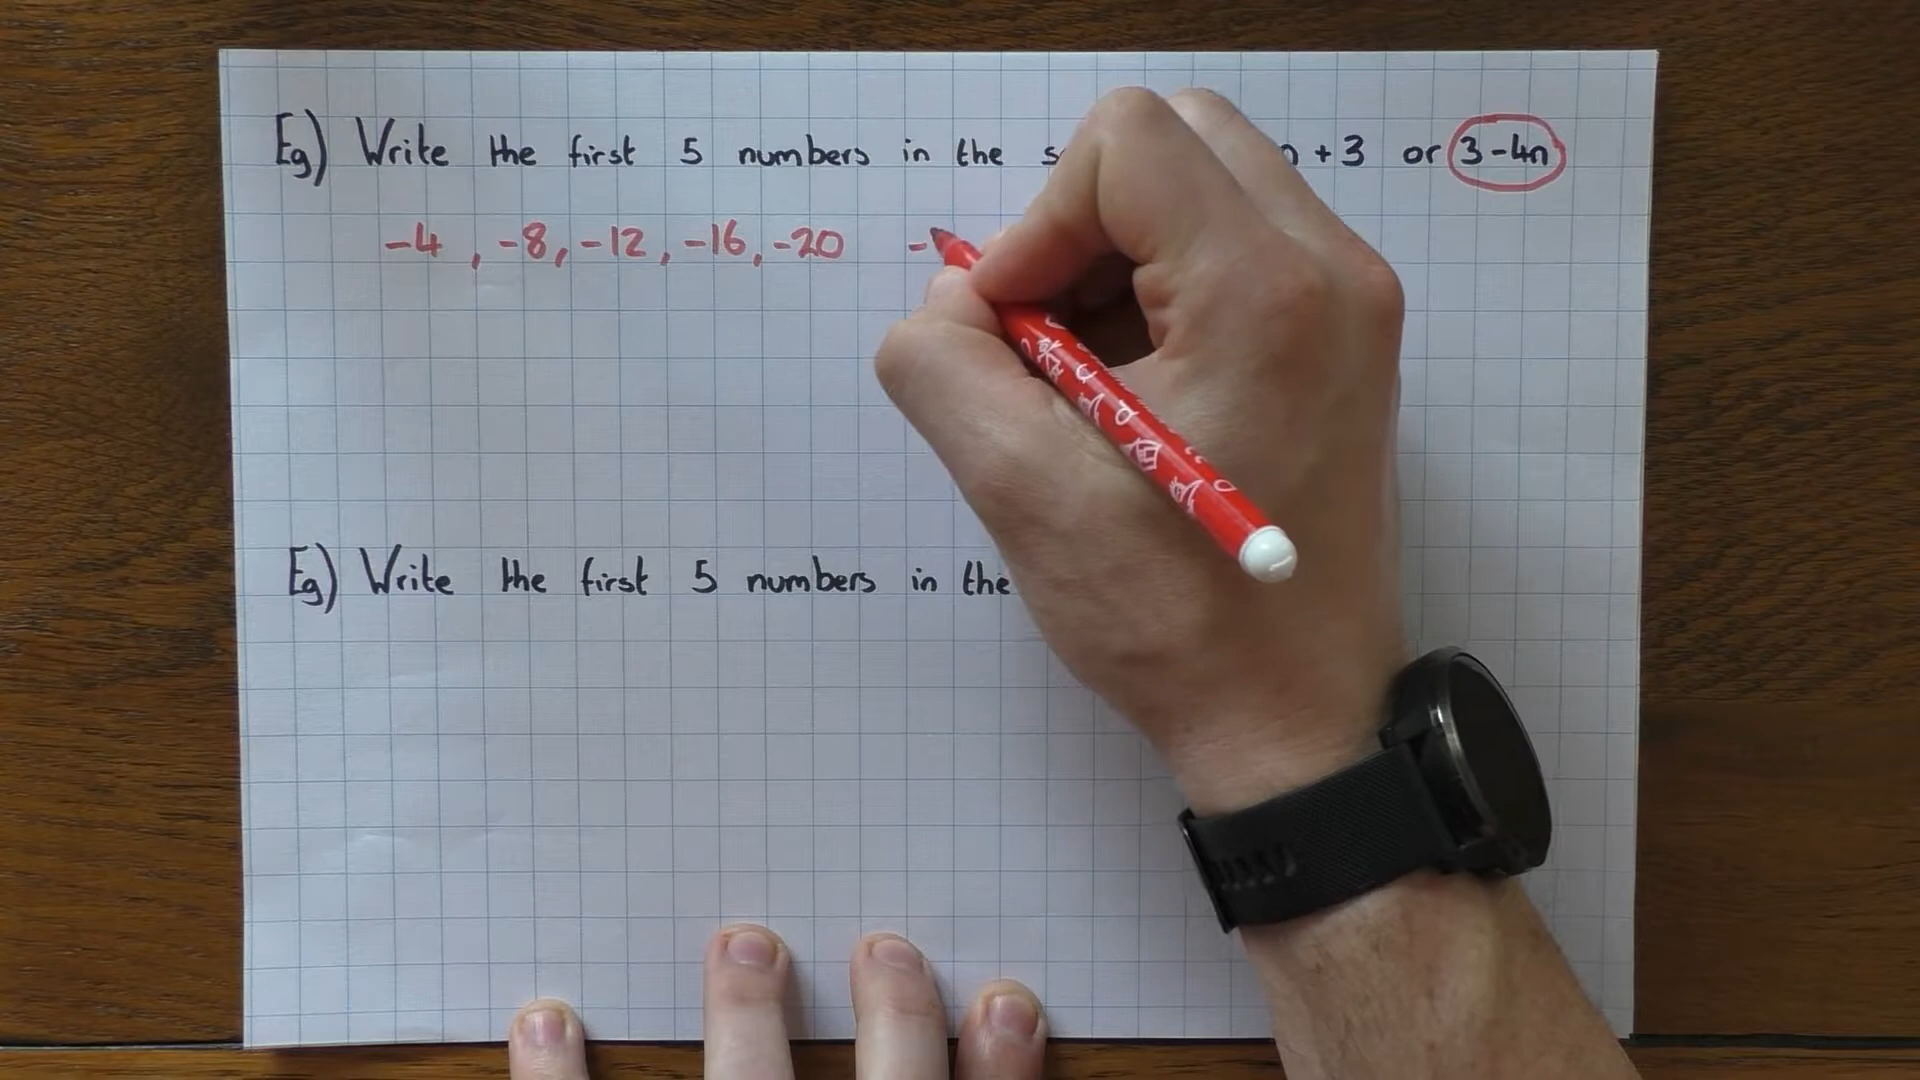 Eg) Write the first 5 numbers in the + 3 or 3-4n
-4, -8, -12, -16, -20 -
Eg) Write the first 5 numbers in the